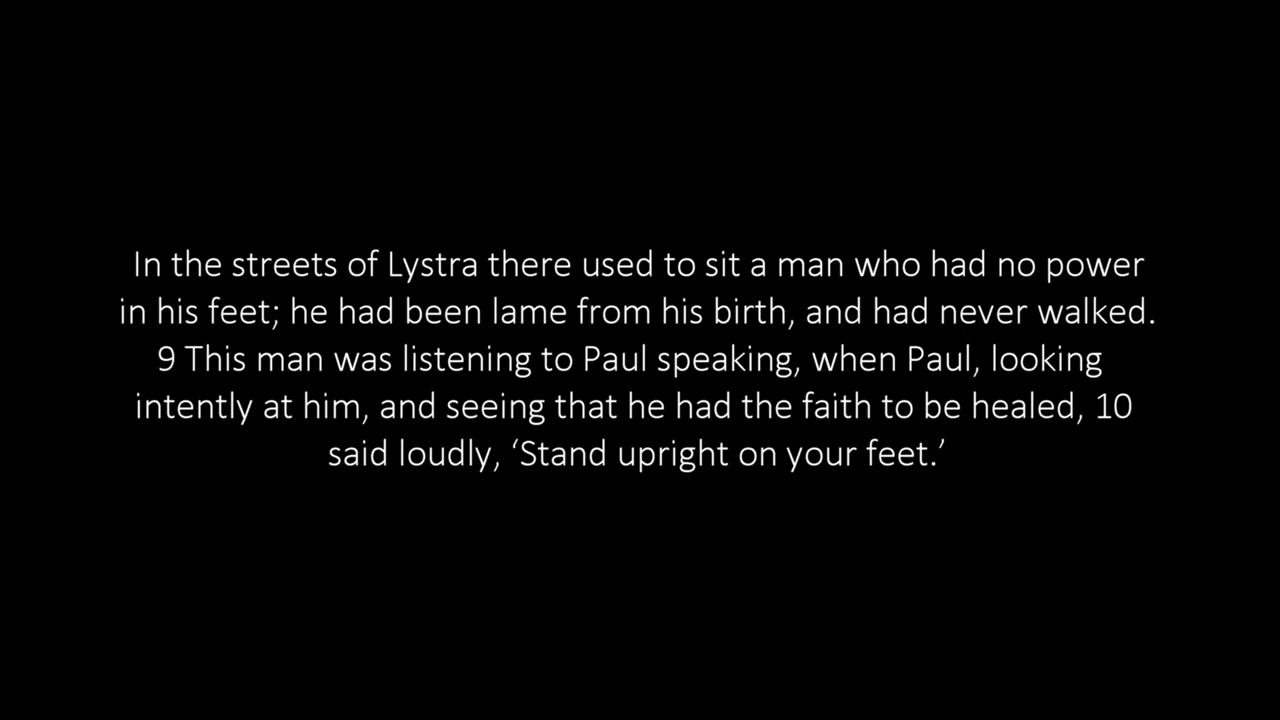 In the streets of Lystra there used to sit a man who had no power
in his feet; he had been lame from his birth, and had never walked.
9 This man was listening to Paul speaking, when Paul, looking
intently at him, and seeing that he had the faith to be healed, 10
said loudly, ‘Stand upright on your feet.’